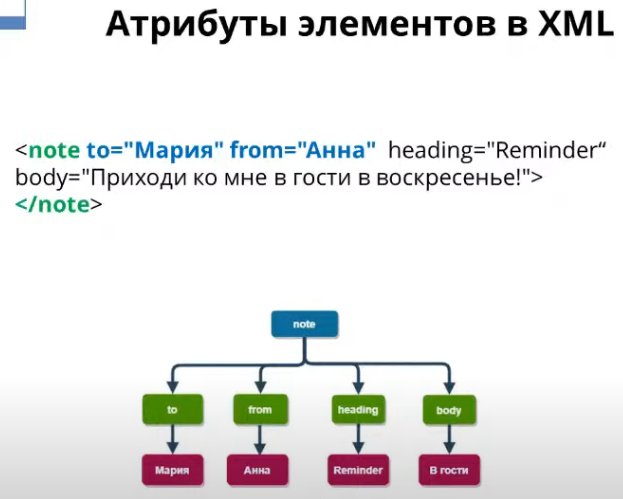 Атрибуты элементов в XML
<note to="Мария" from="Анна" heading="Reminder“
body="Приходи ко мне в гости в воскресенье!">
</note>
note
to from heading body
Мария Анна Reminder В гости